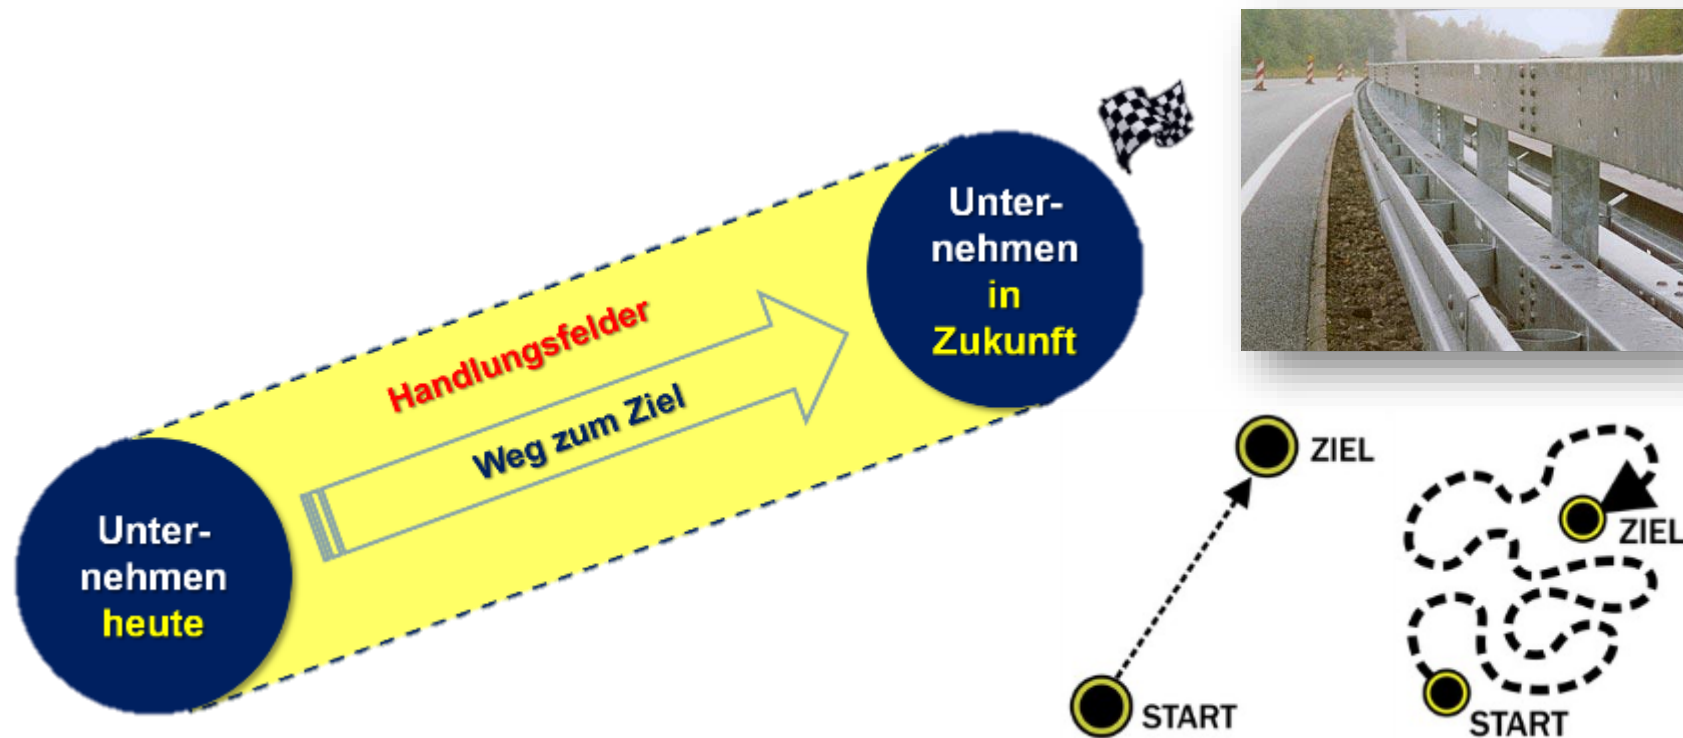 Unter-
nehmen
in
Zukunft
Handlungsfelder
Weg zum Ziel
Unter-
nehmen
heute
ZIEL
START
ZIEL
START